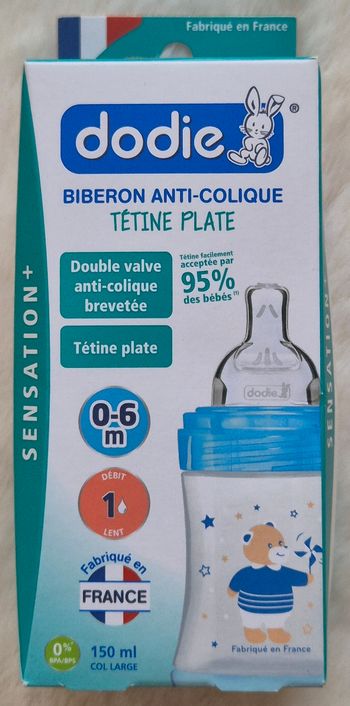 Fabriqué en France
dodie®
BIBERON ANTI-COLIQUE
TÉTINE PLATE
Double valve
anti-colique
brevetée
Tétine facilement
acceptée par
95%
des bébés(1)
Tétine plate
SENSATION+
SENSATION+
dodie
0-6
m
DÉBIT
1
LENT
Fabriqué en
FRANCE
Fabriqué en France
0%
BPA/BPS
150 ml
COL LARGE